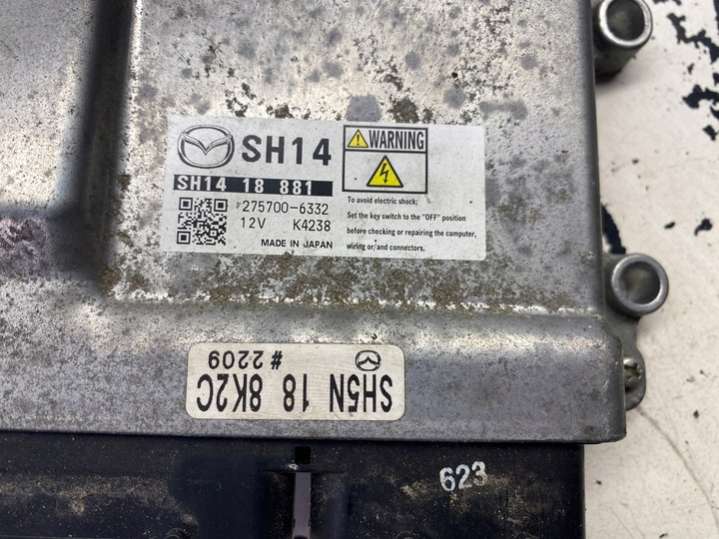 SH14
SH14 18 881
275700-6332
12V K4238
MADE IN JAPAN
WARNING
To avoid electric shock;
Set the key switch to the "OFF" position
before checking or repairing the computer,
wiring or/and connectors.
SH5N 18 8K2C
# 2209
623